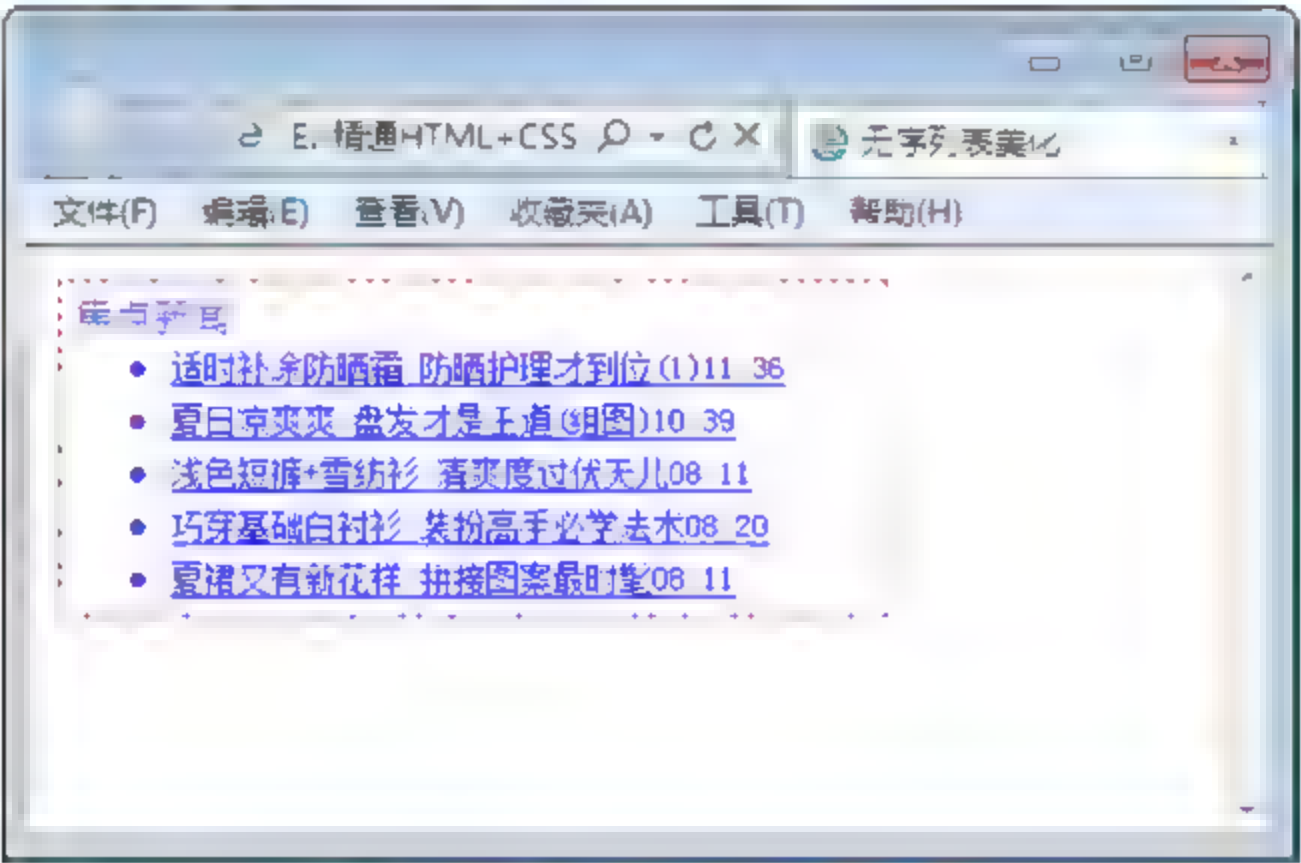 E. 精通HTML+CSS
无序列表美化
文件(F) 编辑(E) 查看(V) 收藏夹(A) 工具(T) 帮助(H)
焦点新闻
适时补涂防晒霜 防晒护理才到位(1)11 36
夏日凉爽爽 盘发才是王道(组图)10 39
浅色短裤+雪纺衫 清爽度过伏天儿08 11
巧穿基础白衬衫 装扮高手必学法术08 20
夏裙又有新花样 拼接图案最时髦08 11